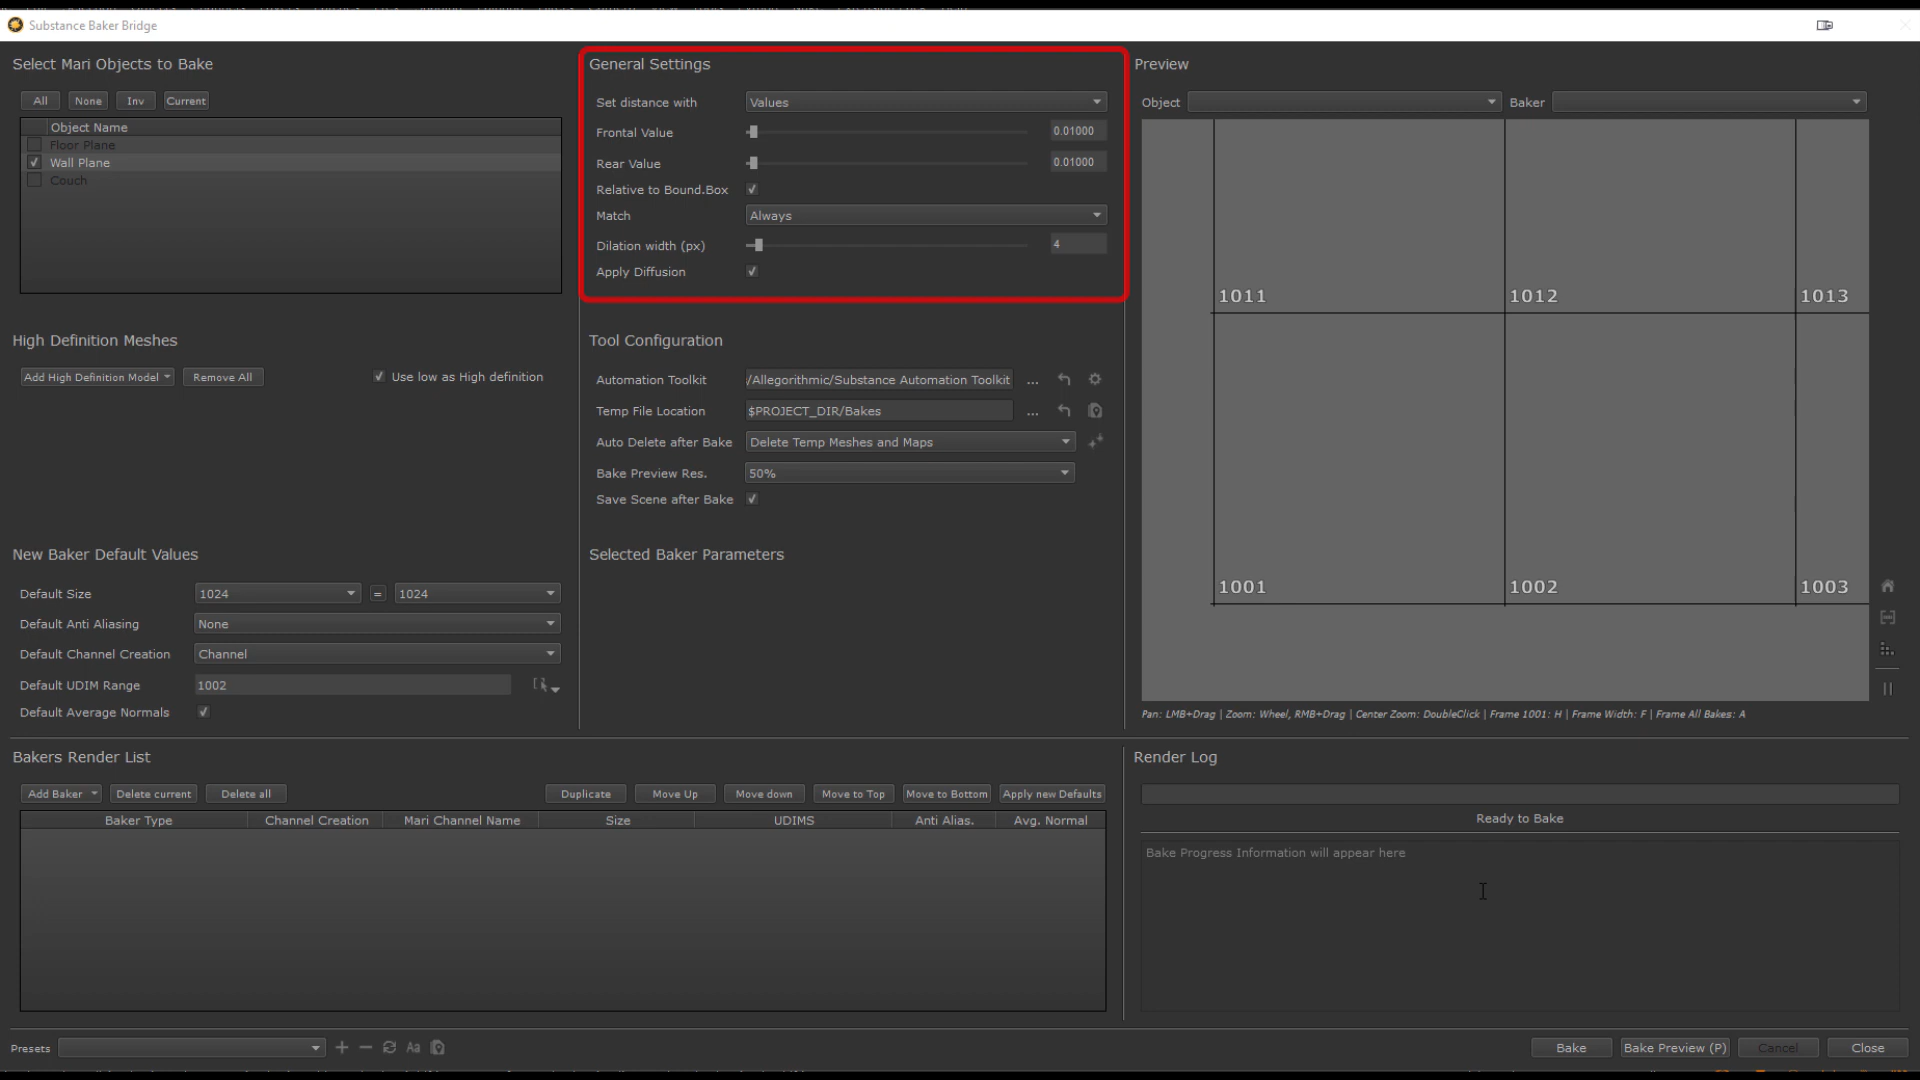 Substance Baker Bridge
Select Mari Objects to Bake
All None Inv Current
Object Name
Floor Plane
Wall Plane
Couch
High Definition Meshes
Add High Definition Model Remove All Use low as High definition
New Baker Default Values
Default Size 1024 = 1024
Default Anti Aliasing None
Default Channel Creation Channel
Default UDIM Range 1002
Default Average Normals
General Settings
Set distance with Values
Frontal Value 0.01000
Rear Value 0.01000
Relative to Bound.Box
Match Always
Dilation width (px) 4
Apply Diffusion
Tool Configuration
Automation Toolkit /Allegorithmic/Substance Automation Toolkit ...
Temp File Location $PROJECT_DIR/Bakes ...
Auto Delete after Bake Delete Temp Meshes and Maps
Bake Preview Res. 50%
Save Scene after Bake
Selected Baker Parameters
Preview
Object Baker
1011 1012 1013
1001 1002 1003
Pan: LMB+Drag | Zoom: Wheel, RMB+Drag | Center Zoom: DoubleClick | Frame 1001: H | Frame Width: F | Frame All Bakes: A
Bakers Render List
Add Baker Delete current Delete all Duplicate Move Up Move down Move to Top Move to Bottom Apply new Defaults
Baker Type Channel Creation Mari Channel Name Size UDIMS Anti Alias. Avg. Normal
Render Log
Ready to Bake
Bake Progress Information will appear here
Presets Aa Bake Bake Preview (P) Cancel Close